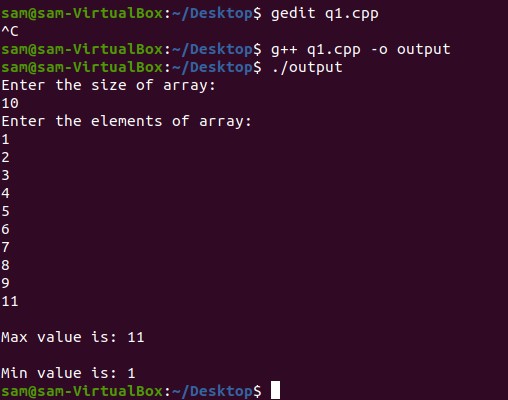 sam@sam-VirtualBox:~/Desktop$ gedit q1.cpp
^C
sam@sam-VirtualBox:~/Desktop$ g++ q1.cpp -o output
sam@sam-VirtualBox:~/Desktop$ ./output
Enter the size of array:
10
Enter the elements of array:
1
2
3
4
5
6
7
8
9
11
Max value is: 11
Min value is: 1
sam@sam-VirtualBox:~/Desktop$